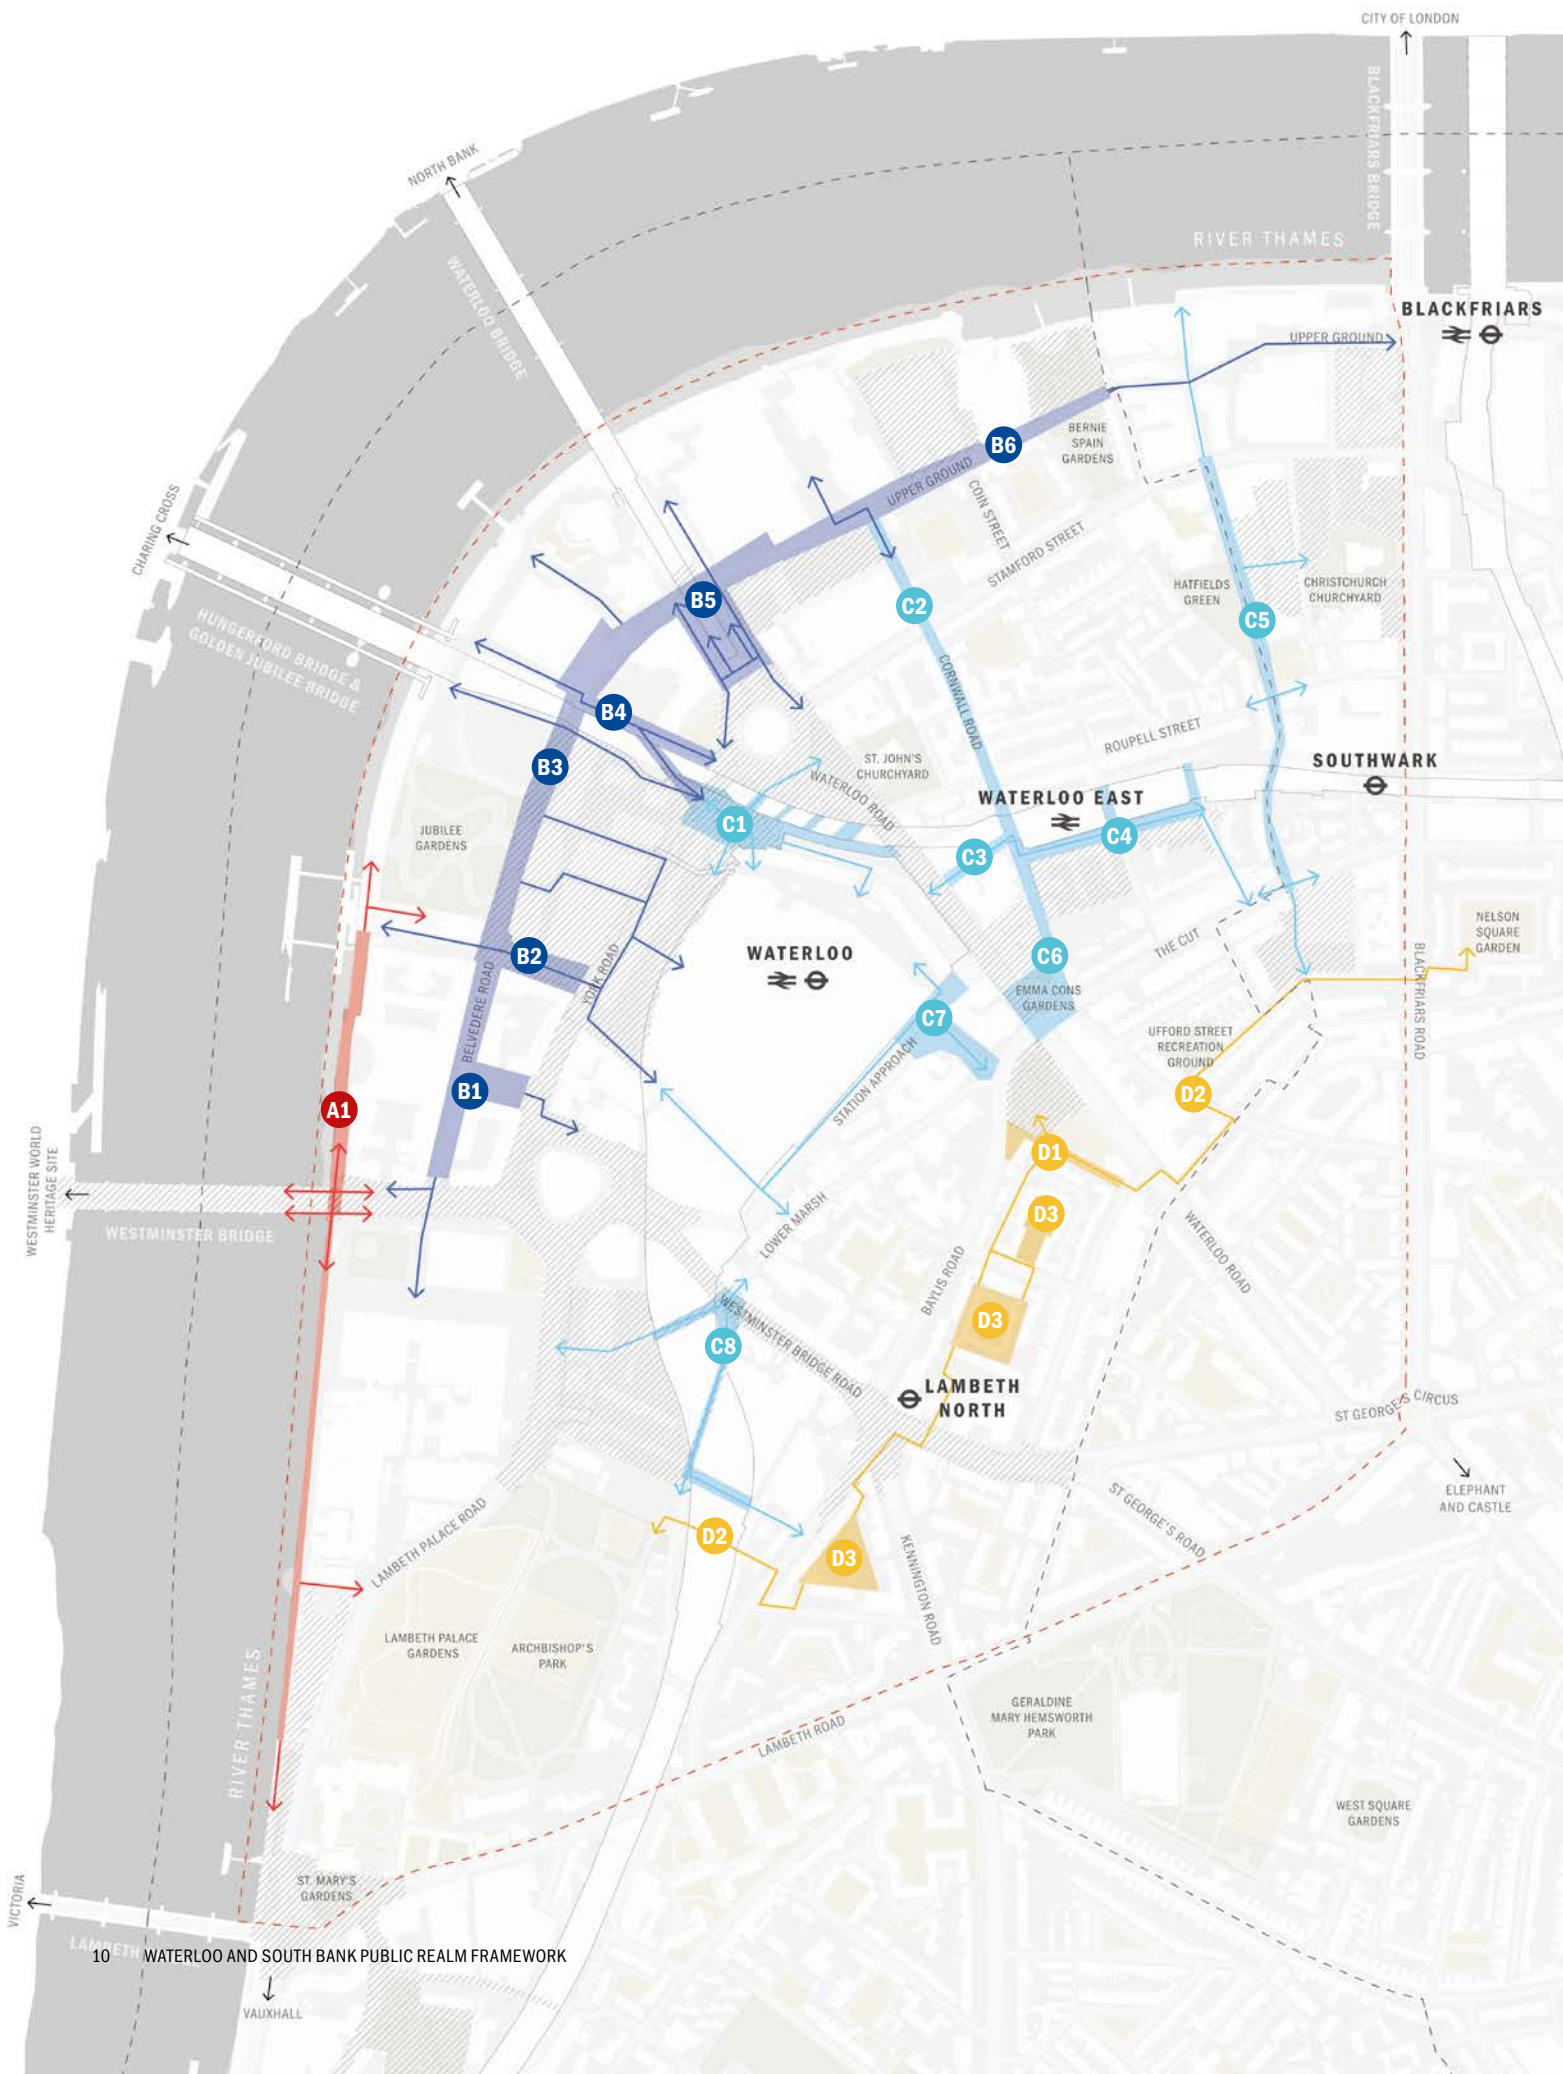 CITY OF LONDON
BLACKFRIARS BRIDGE
NORTH BANK
RIVER THAMES
WATERLOO BRIDGE
BLACKFRIARS
UPPER GROUND
B6
BERNIE
SPAIN
GARDENS
UPPER GROUND
COIN STREET
STAMFORD STREET
CHARING CROSS
HUNGERFORD BRIDGE &
GOLDEN JUBILEE BRIDGE
B5
C2
HATFIELDS
GREEN
CHRISTCHURCH
CHURCHYARD
C5
CORNWALL ROAD
B4
B3
ROUPELL STREET
ST. JOHN'S
CHURCHYARD
WATERLOO ROAD
SOUTHWARK
WATERLOO EAST
C1
C4
C3
JUBILEE
GARDENS
NELSON
SQUARE
GARDEN
THE CUT
WATERLOO
B2
YORK ROAD
BELVEDERE ROAD
C6
EMMA CONS
GARDENS
C7
STATION APPROACH
BLACKFRIARS ROAD
UFFORD STREET
RECREATION
GROUND
D2
B1
A1
D1
WESTMINSTER WORLD
HERITAGE SITE
WESTMINSTER BRIDGE
LOWER MARSH
D3
WATERLOO ROAD
BAYLIS ROAD
D3
WESTMINSTER BRIDGE ROAD
C8
LAMBETH
NORTH
ST GEORGE'S CIRCUS
ELEPHANT
AND CASTLE
ST GEORGE'S ROAD
LAMBETH PALACE ROAD
D2
D3
KENNINGTON ROAD
LAMBETH PALACE
GARDENS
ARCHBISHOP'S
PARK
RIVER THAMES
GERALDINE
MARY HEMSWORTH
PARK
LAMBETH ROAD
WEST SQUARE
GARDENS
ST. MARY'S
GARDENS
VICTORIA
LAMBETH
10 WATERLOO AND SOUTH BANK PUBLIC REALM FRAMEWORK
VAUXHALL